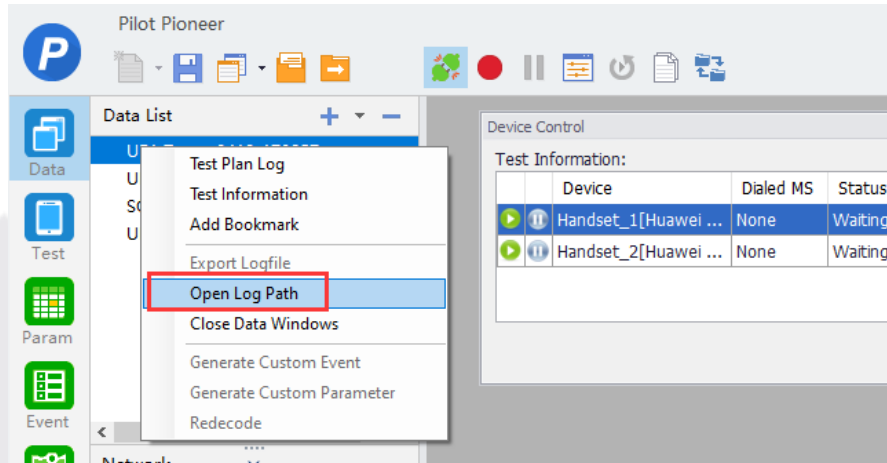 Pilot Pioneer
Data List
Data
Test
Param
Event
Test Plan Log
Test Information
Add Bookmark
Export Logfile
Open Log Path
Close Data Windows
Generate Custom Event
Generate Custom Parameter
Redecode
Device Control
Test Information:
Device Dialed MS Status
Handset_1[Huawei ... None Waiting
Handset_2[Huawei ... None Waiting